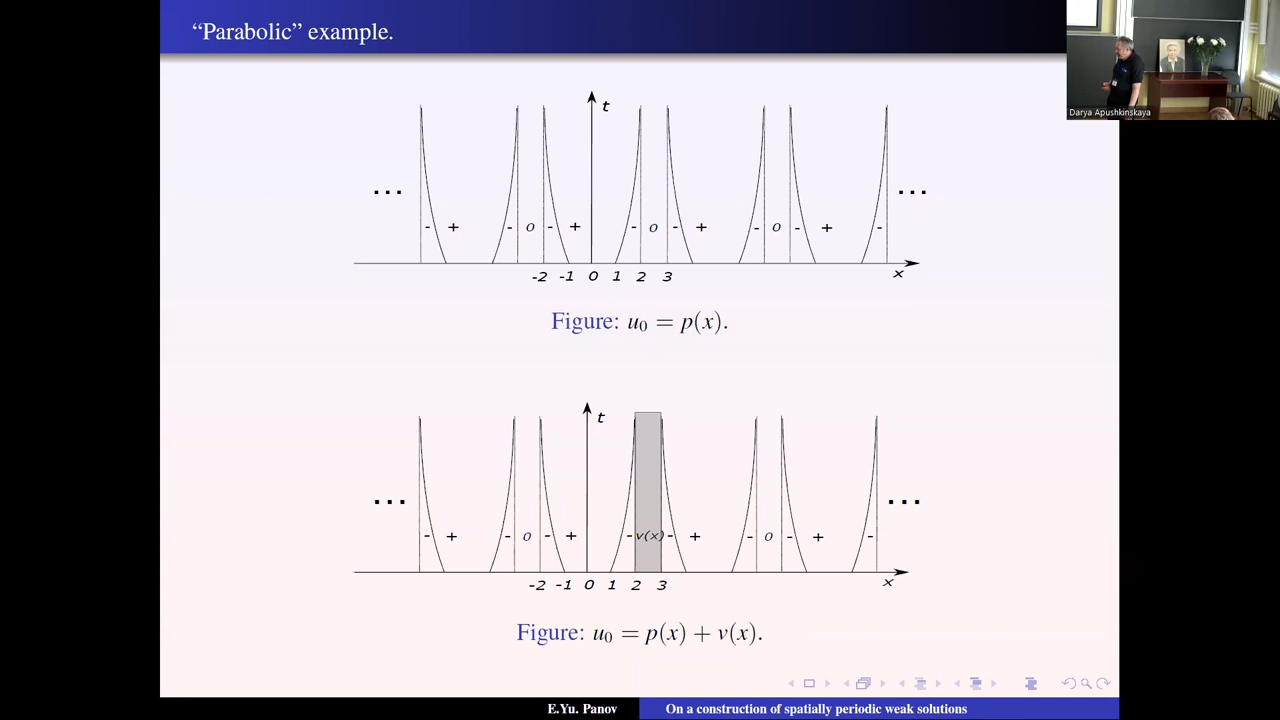 “Parabolic” example.
Darya Apushkinskaya
t
... - + - o - + - o - + - o - + - ...
-2 -1 0 1 2 3 x
Figure: u₀ = p(x).
t
... - + - o - + - v(x) - + - o - + - ...
-2 -1 0 1 2 3 x
Figure: u₀ = p(x) + v(x).
E.Yu. Panov On a construction of spatially periodic weak solutions